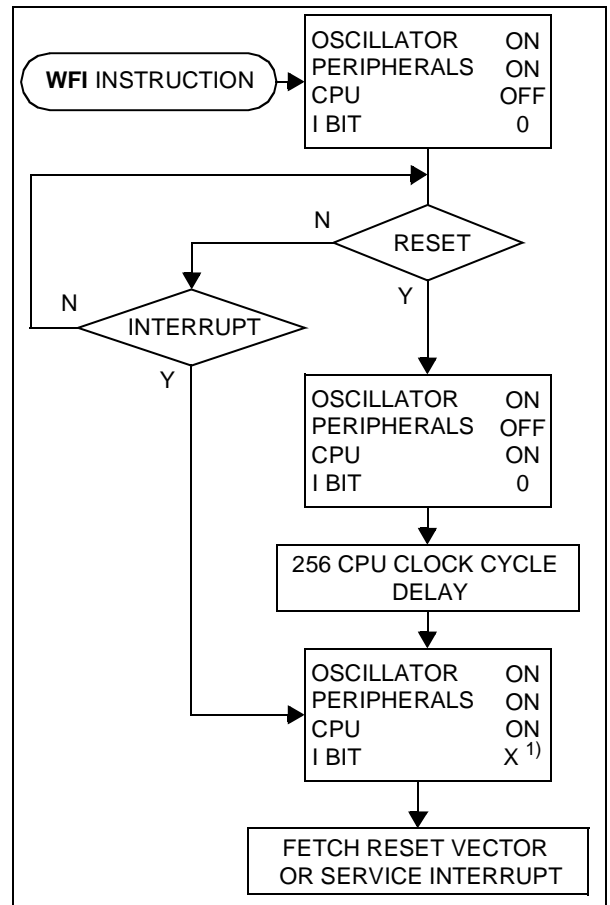 WFI INSTRUCTION
OSCILLATOR ON
PERIPHERALS ON
CPU OFF
I BIT 0
N
RESET
Y
N
INTERRUPT
Y
OSCILLATOR ON
PERIPHERALS OFF
CPU ON
I BIT 0
256 CPU CLOCK CYCLE
DELAY
OSCILLATOR ON
PERIPHERALS ON
CPU ON
I BIT X 1)
FETCH RESET VECTOR
OR SERVICE INTERRUPT